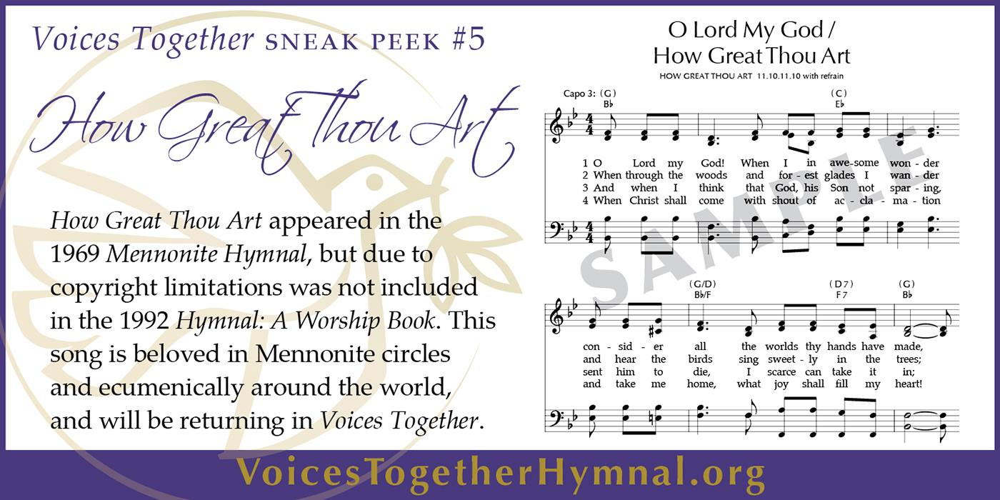 Voices Together SNEAK PEEK #5
How Great Thou Art
How Great Thou Art appeared in the
1969 Mennonite Hymnal, but due to
copyright limitations was not included
in the 1992 Hymnal: A Worship Book. This
song is beloved in Mennonite circles
and ecumenically around the world,
and will be returning in Voices Together.
O Lord My God /
How Great Thou Art
HOW GREAT THOU ART 11.10.11.10 with refrain
Capo 3: (G) (C)
B♭ E♭
4
4
1 O Lord my God! When I in awe-some won - der
2 When through the woods and for - est glades I wan - der
3 And when I think that God, his Son not spar - ing,
4 When Christ shall come with shout of ac - cla - ma - tion
4
4
SAMPLE
(G/D) (D7) (G)
B♭/F F7 B♭
con - sid - er all the worlds thy hands have made,
and hear the birds sing sweet - ly in the trees;
sent him to die, I scarce can take it in;
and take me home, what joy shall fill my heart!
VoicesTogetherHymnal.org